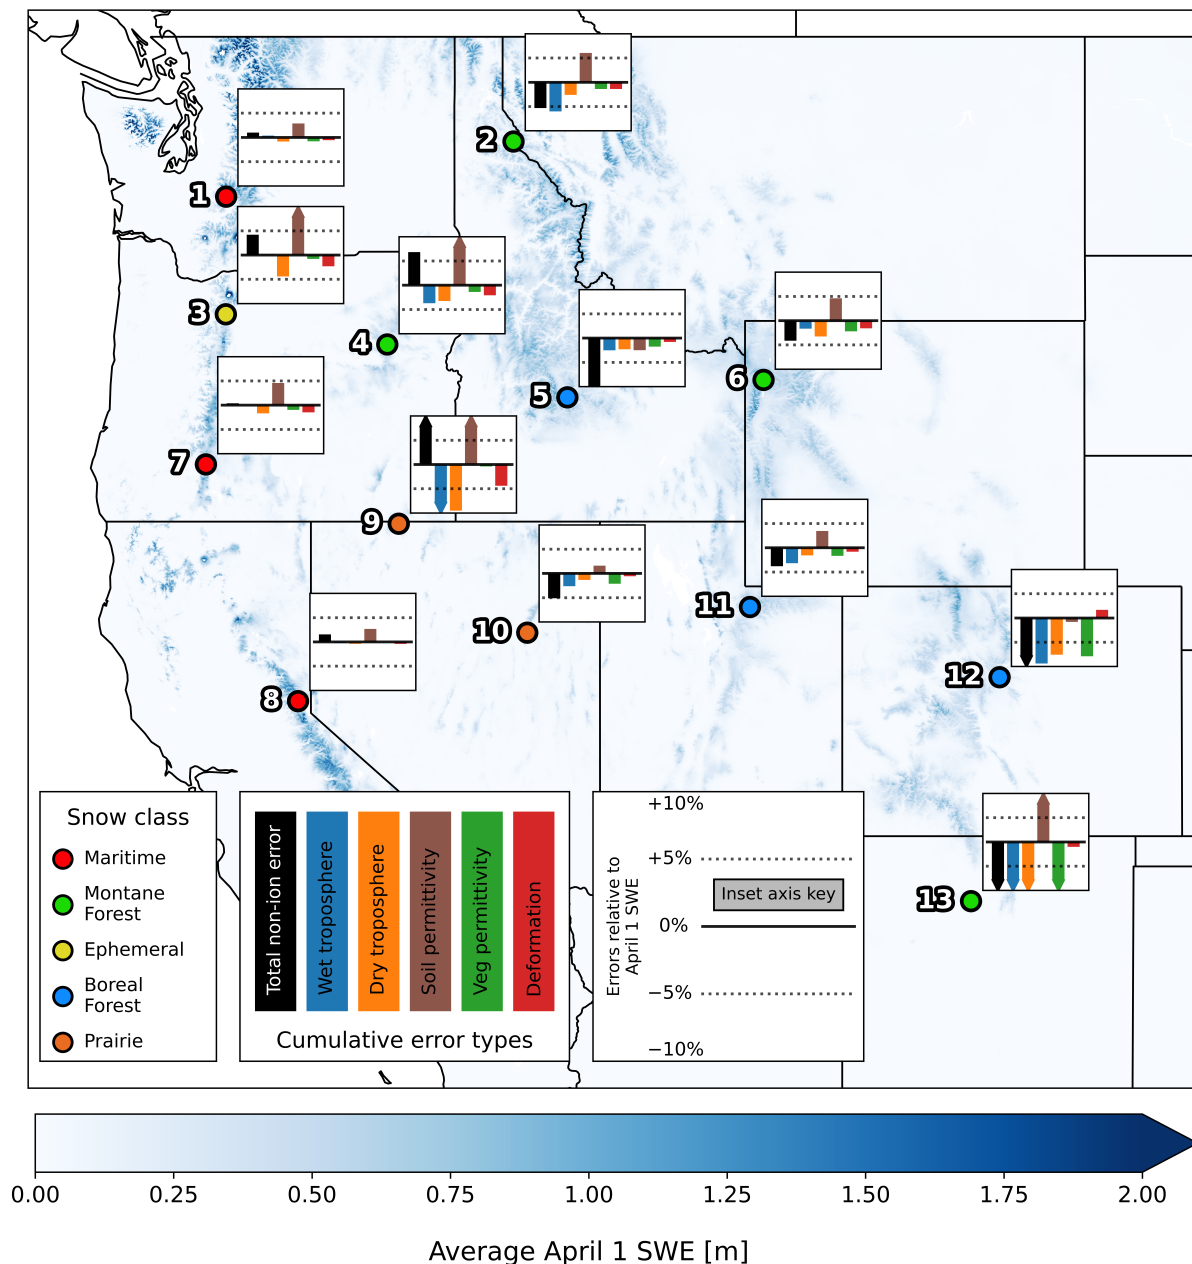 1
2
3
4
5
6
7
8
9
10
11
12
13
Snow class
Maritime
Montane
Forest
Ephemeral
Boreal
Forest
Prairie
Total non-ion error
Wet troposphere
Dry troposphere
Soil permittivity
Veg permittivity
Deformation
Cumulative error types
Errors relative to
April 1 SWE
+10%
+5%
Inset axis key
0%
−5%
−10%
0.00 0.25 0.50 0.75 1.00 1.25 1.50 1.75 2.00
Average April 1 SWE [m]